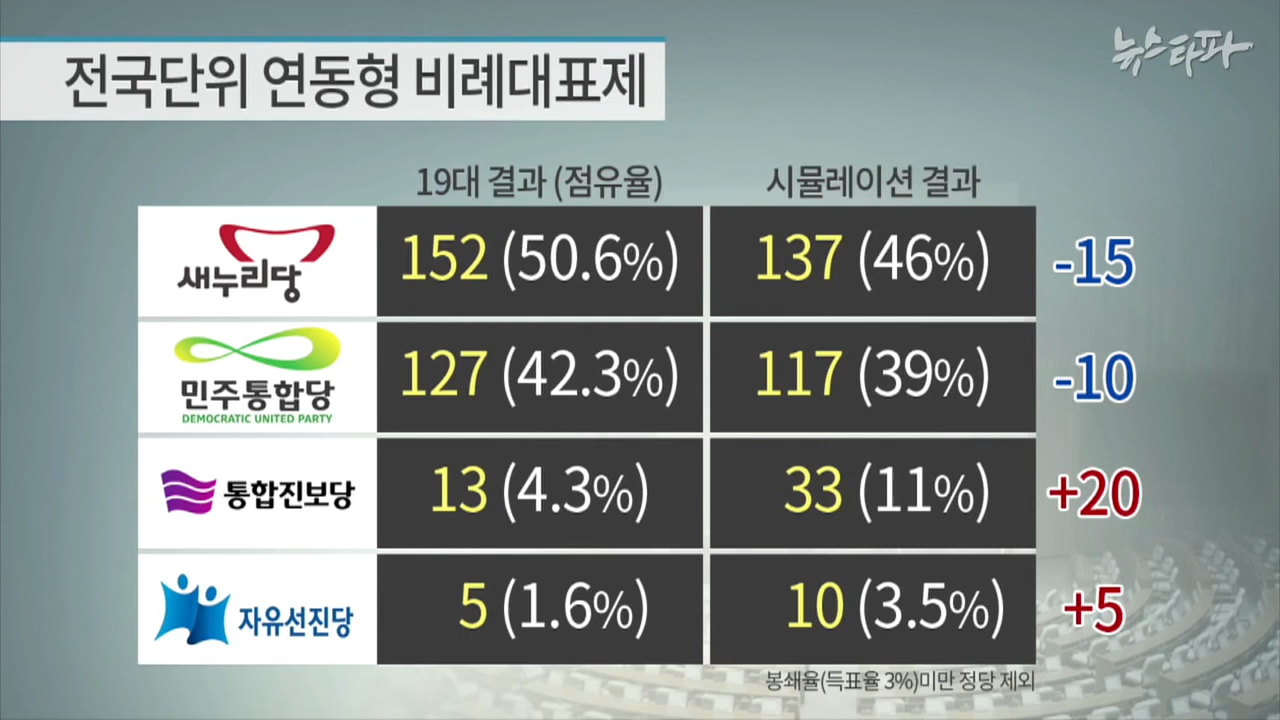 뉴스타파
전국단위 연동형 비례대표제
19대 결과 (점유율) 시뮬레이션 결과
새누리당 152 (50.6%) 137 (46%) -15
민주통합당 127 (42.3%) 117 (39%) -10
DEMOCRATIC UNITED PARTY
통합진보당 13 (4.3%) 33 (11%) +20
자유선진당 5 (1.6%) 10 (3.5%) +5
봉쇄율(득표율 3%)미만 정당 제외